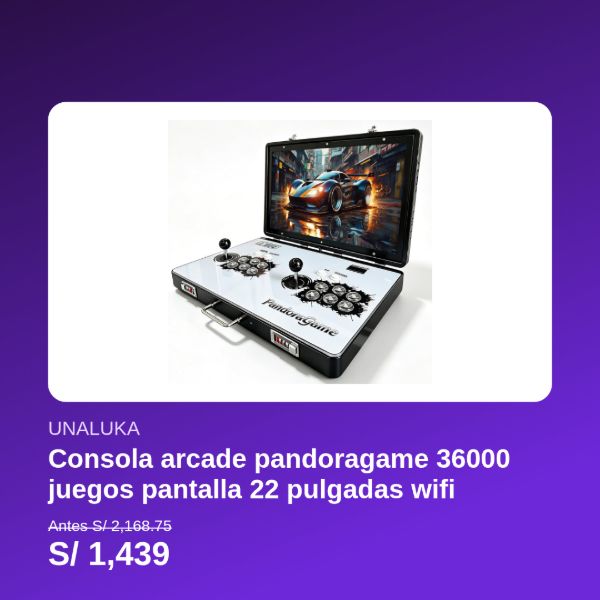 PandoraGame
UNALUKA
Consola arcade pandoragame 36000
juegos pantalla 22 pulgadas wifi
Antes S/ 2,168.75
S/ 1,439